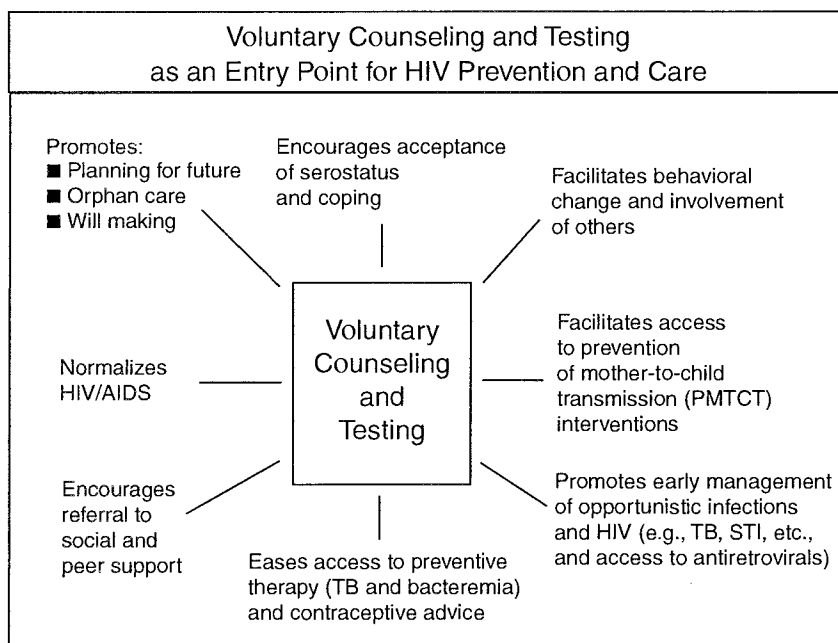 Voluntary Counseling and Testing
as an Entry Point for HIV Prevention and Care
Promotes:
■ Planning for future
■ Orphan care
■ Will making
Encourages acceptance
of serostatus
and coping
Facilitates behavioral
change and involvement
of others
Normalizes
HIV/AIDS
Voluntary
Counseling
and
Testing
Facilitates access
to prevention
of mother-to-child
transmission (PMTCT)
interventions
Encourages
referral to
social and
peer support
Eases access to preventive
therapy (TB and bacteremia)
and contraceptive advice
Promotes early management
of opportunistic infections
and HIV (e.g., TB, STI, etc.,
and access to antiretrovirals)